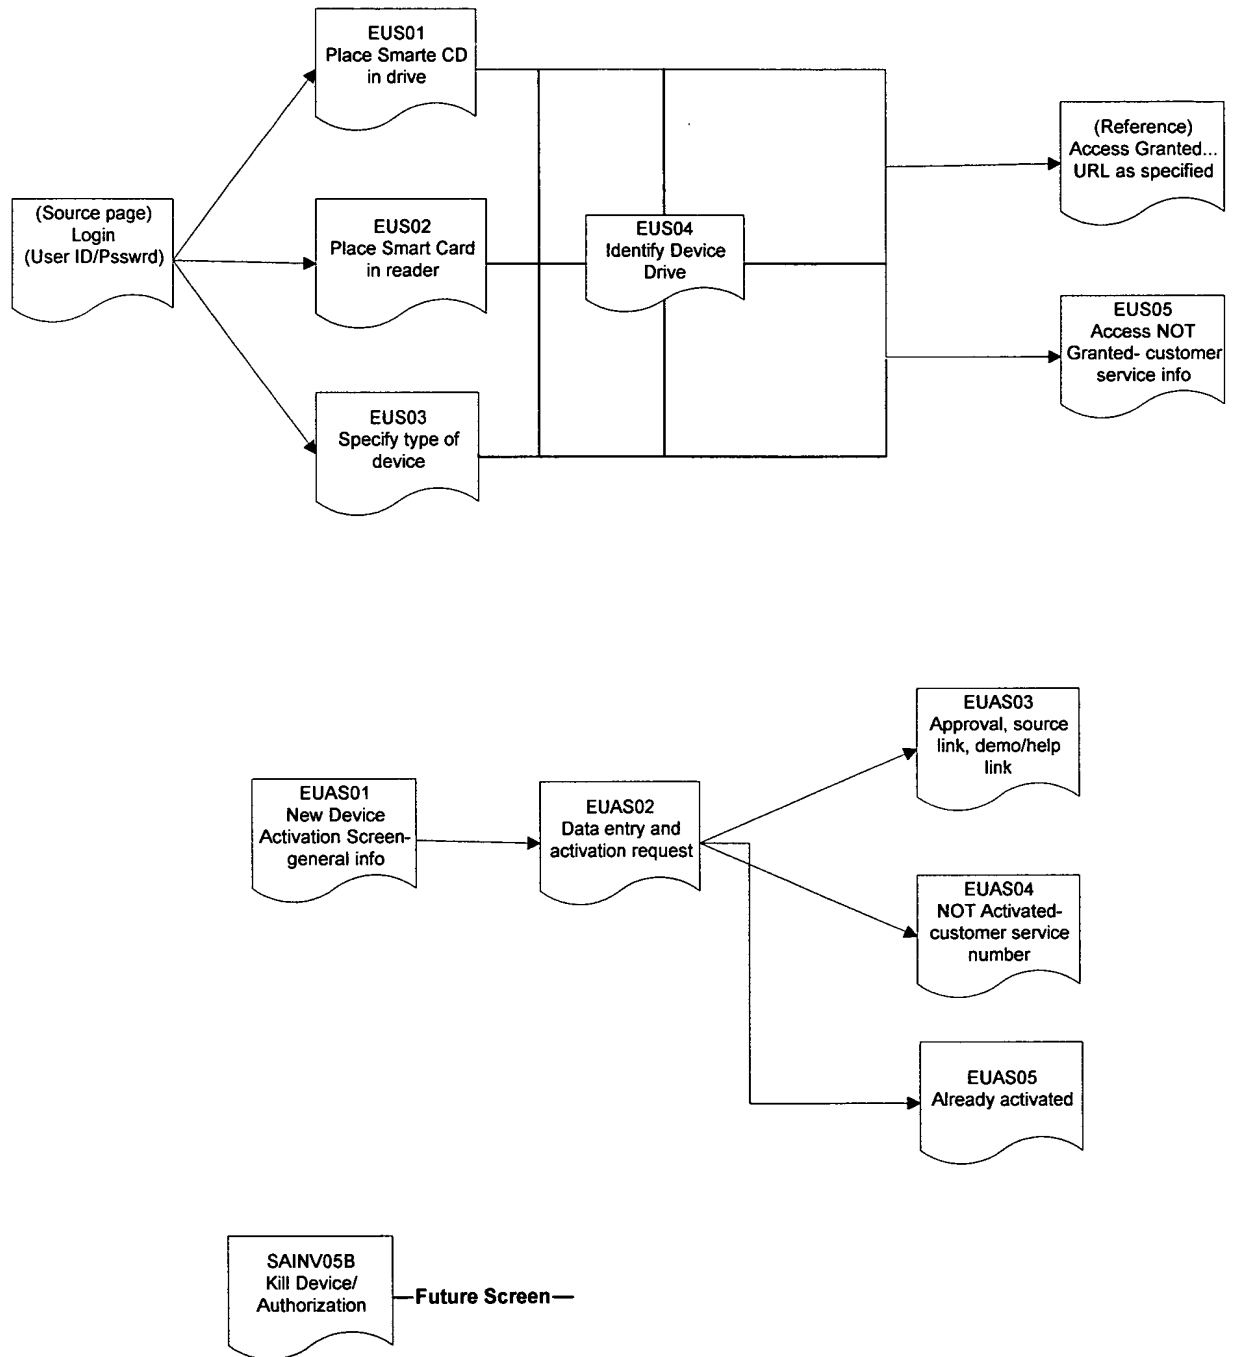 EUS01
Place Smarte CD
in drive
(Reference)
Access Granted...
URL as specified
(Source page)
Login
(User ID/Psswrd)
EUS02
Place Smart Card
in reader
EUS04
Identify Device
Drive
EUS05
Access NOT
Granted- customer
service info
EUS03
Specify type of
device
EUAS03
Approval, source
link, demo/help
link
EUAS01
New Device
Activation Screen-
general info
EUAS02
Data entry and
activation request
EUAS04
NOT Activated-
customer service
number
EUAS05
Already activated
SAINV05B
Kill Device/
Authorization
Future Screen